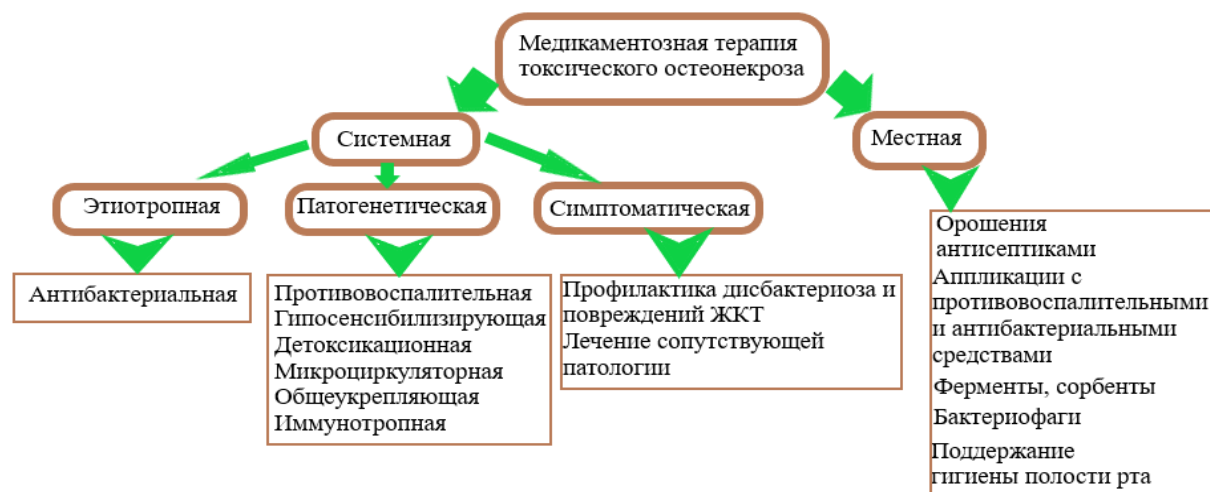 Медикаментозная терапия
токсического остеонекроза
Системная
Местная
Этиотропная
Патогенетическая
Симптоматическая
Антибактериальная
Противовоспалительная
Гипосенсибилизирующая
Детоксикационная
Микроциркуляторная
Общеукрепляющая
Иммунотропная
Профилактика дисбактериоза и
повреждений ЖКТ
Лечение сопутствующей
патологии
Орошения
антисептиками
Аппликации с
противовоспалительными
и антибактериальными
средствами
Ферменты, сорбенты
Бактериофаги
Поддержание
гигиены полости рта